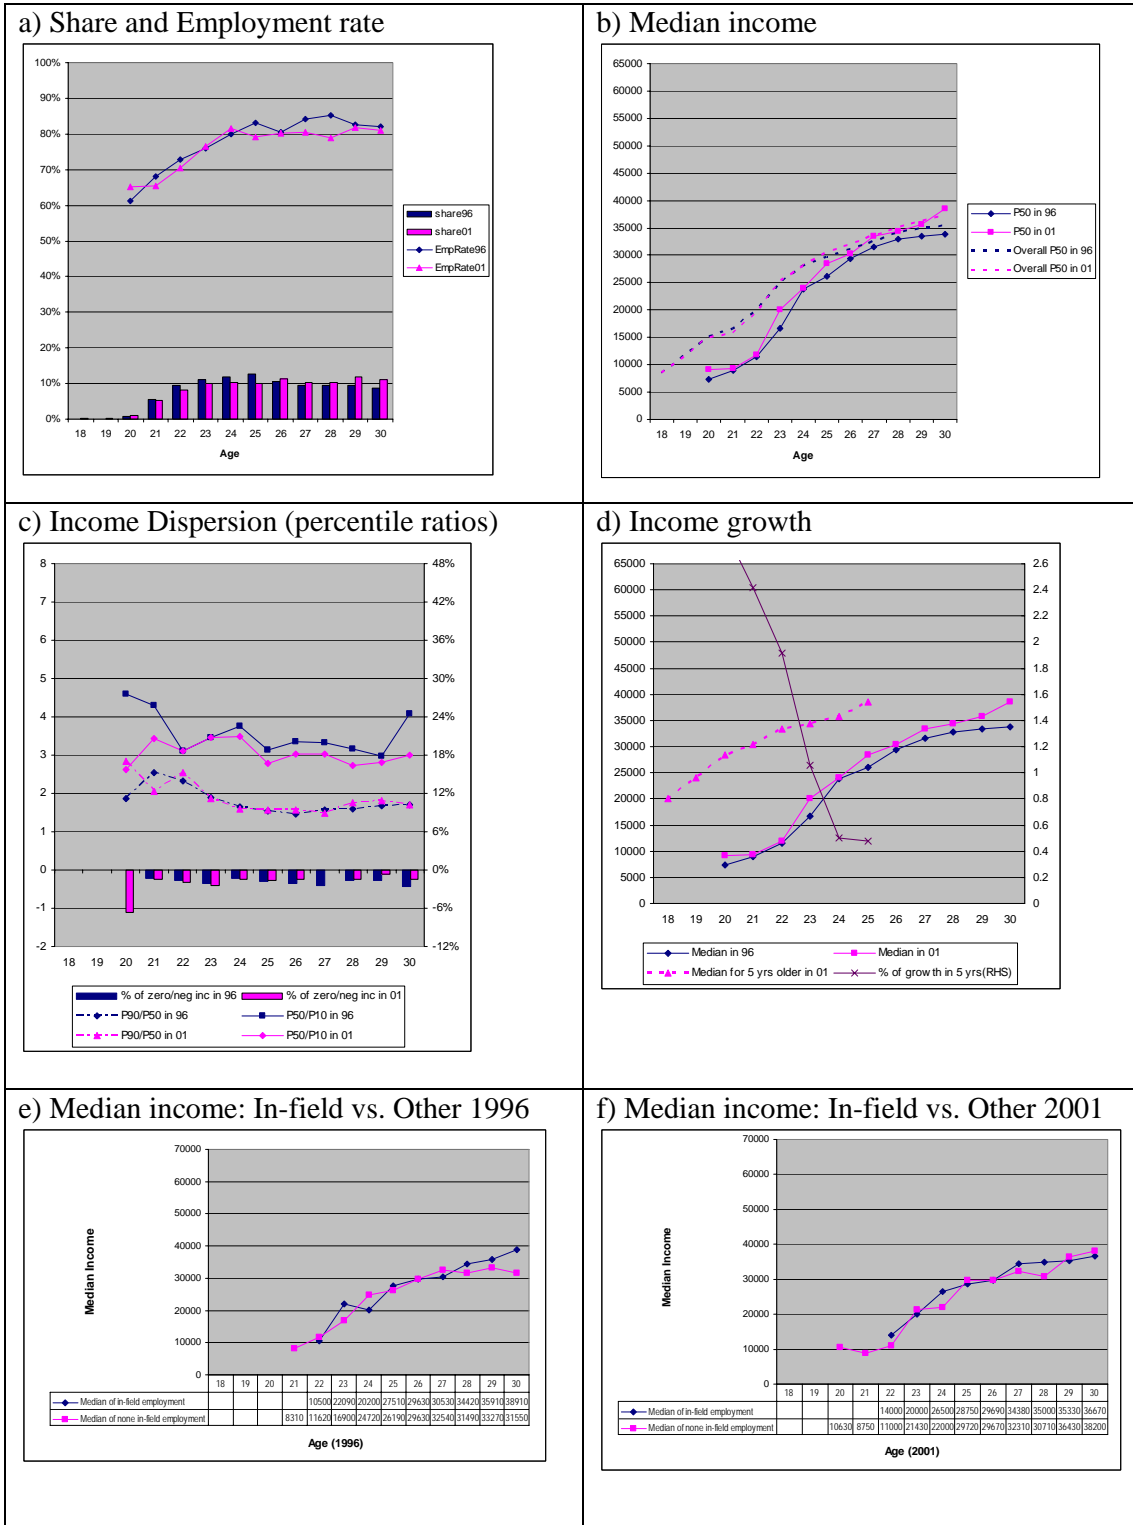 a) Share and Employment rate
100%
90%
80%
70%
60%
50%
40%
30%
20%
10%
0%
18 19 20 21 22 23 24 25 26 27 28 29 30
Age
share96
share01
EmpRate96
EmpRate01
b) Median income
65000
60000
55000
50000
45000
40000
35000
30000
25000
20000
15000
10000
5000
0
18 19 20 21 22 23 24 25 26 27 28 29 30
Age
P50 in 96
P50 in 01
Overall P50 in 96
Overall P50 in 01
c) Income Dispersion (percentile ratios)
8 48%
7 42%
6 36%
5 30%
4 24%
3 18%
2 12%
1 6%
0 0%
-1 -6%
-2 -12%
18 19 20 21 22 23 24 25 26 27 28 29 30
% of zero/neg inc in 96 % of zero/neg inc in 01
P90/P50 in 96 P50/P10 in 96
P90/P50 in 01 P50/P10 in 01
d) Income growth
65000 2.6
60000 2.4
55000 2.2
50000 2
45000 1.8
40000 1.6
35000 1.4
30000 1.2
25000 1
20000 0.8
15000 0.6
10000 0.4
5000 0.2
0 0
18 19 20 21 22 23 24 25 26 27 28 29 30
Median in 96 Median in 01
Median for 5 yrs older in 01 % of growth in 5 yrs(RHS)
e) Median income: In-field vs. Other 1996
Median Income
70000
60000
50000
40000
30000
20000
10000
0
18 19 20 21 22 23 24 25 26 27 28 29 30
Median of in-field employment 10500 22090 20200 27510 29630 30530 34420 35910 38910
Median of none in-field employment 8310 11620 16900 24720 26190 29630 32540 31490 33270 31550
Age (1996)
f) Median income: In-field vs. Other 2001
Median Income
70000
60000
50000
40000
30000
20000
10000
0
18 19 20 21 22 23 24 25 26 27 28 29 30
Median of in-field employment 14000 20000 26500 28750 29690 34380 35000 35330 36670
Median of none in-field employment 10630 8750 11000 21430 22000 29720 29670 32310 30710 36430 38200
Age (2001)